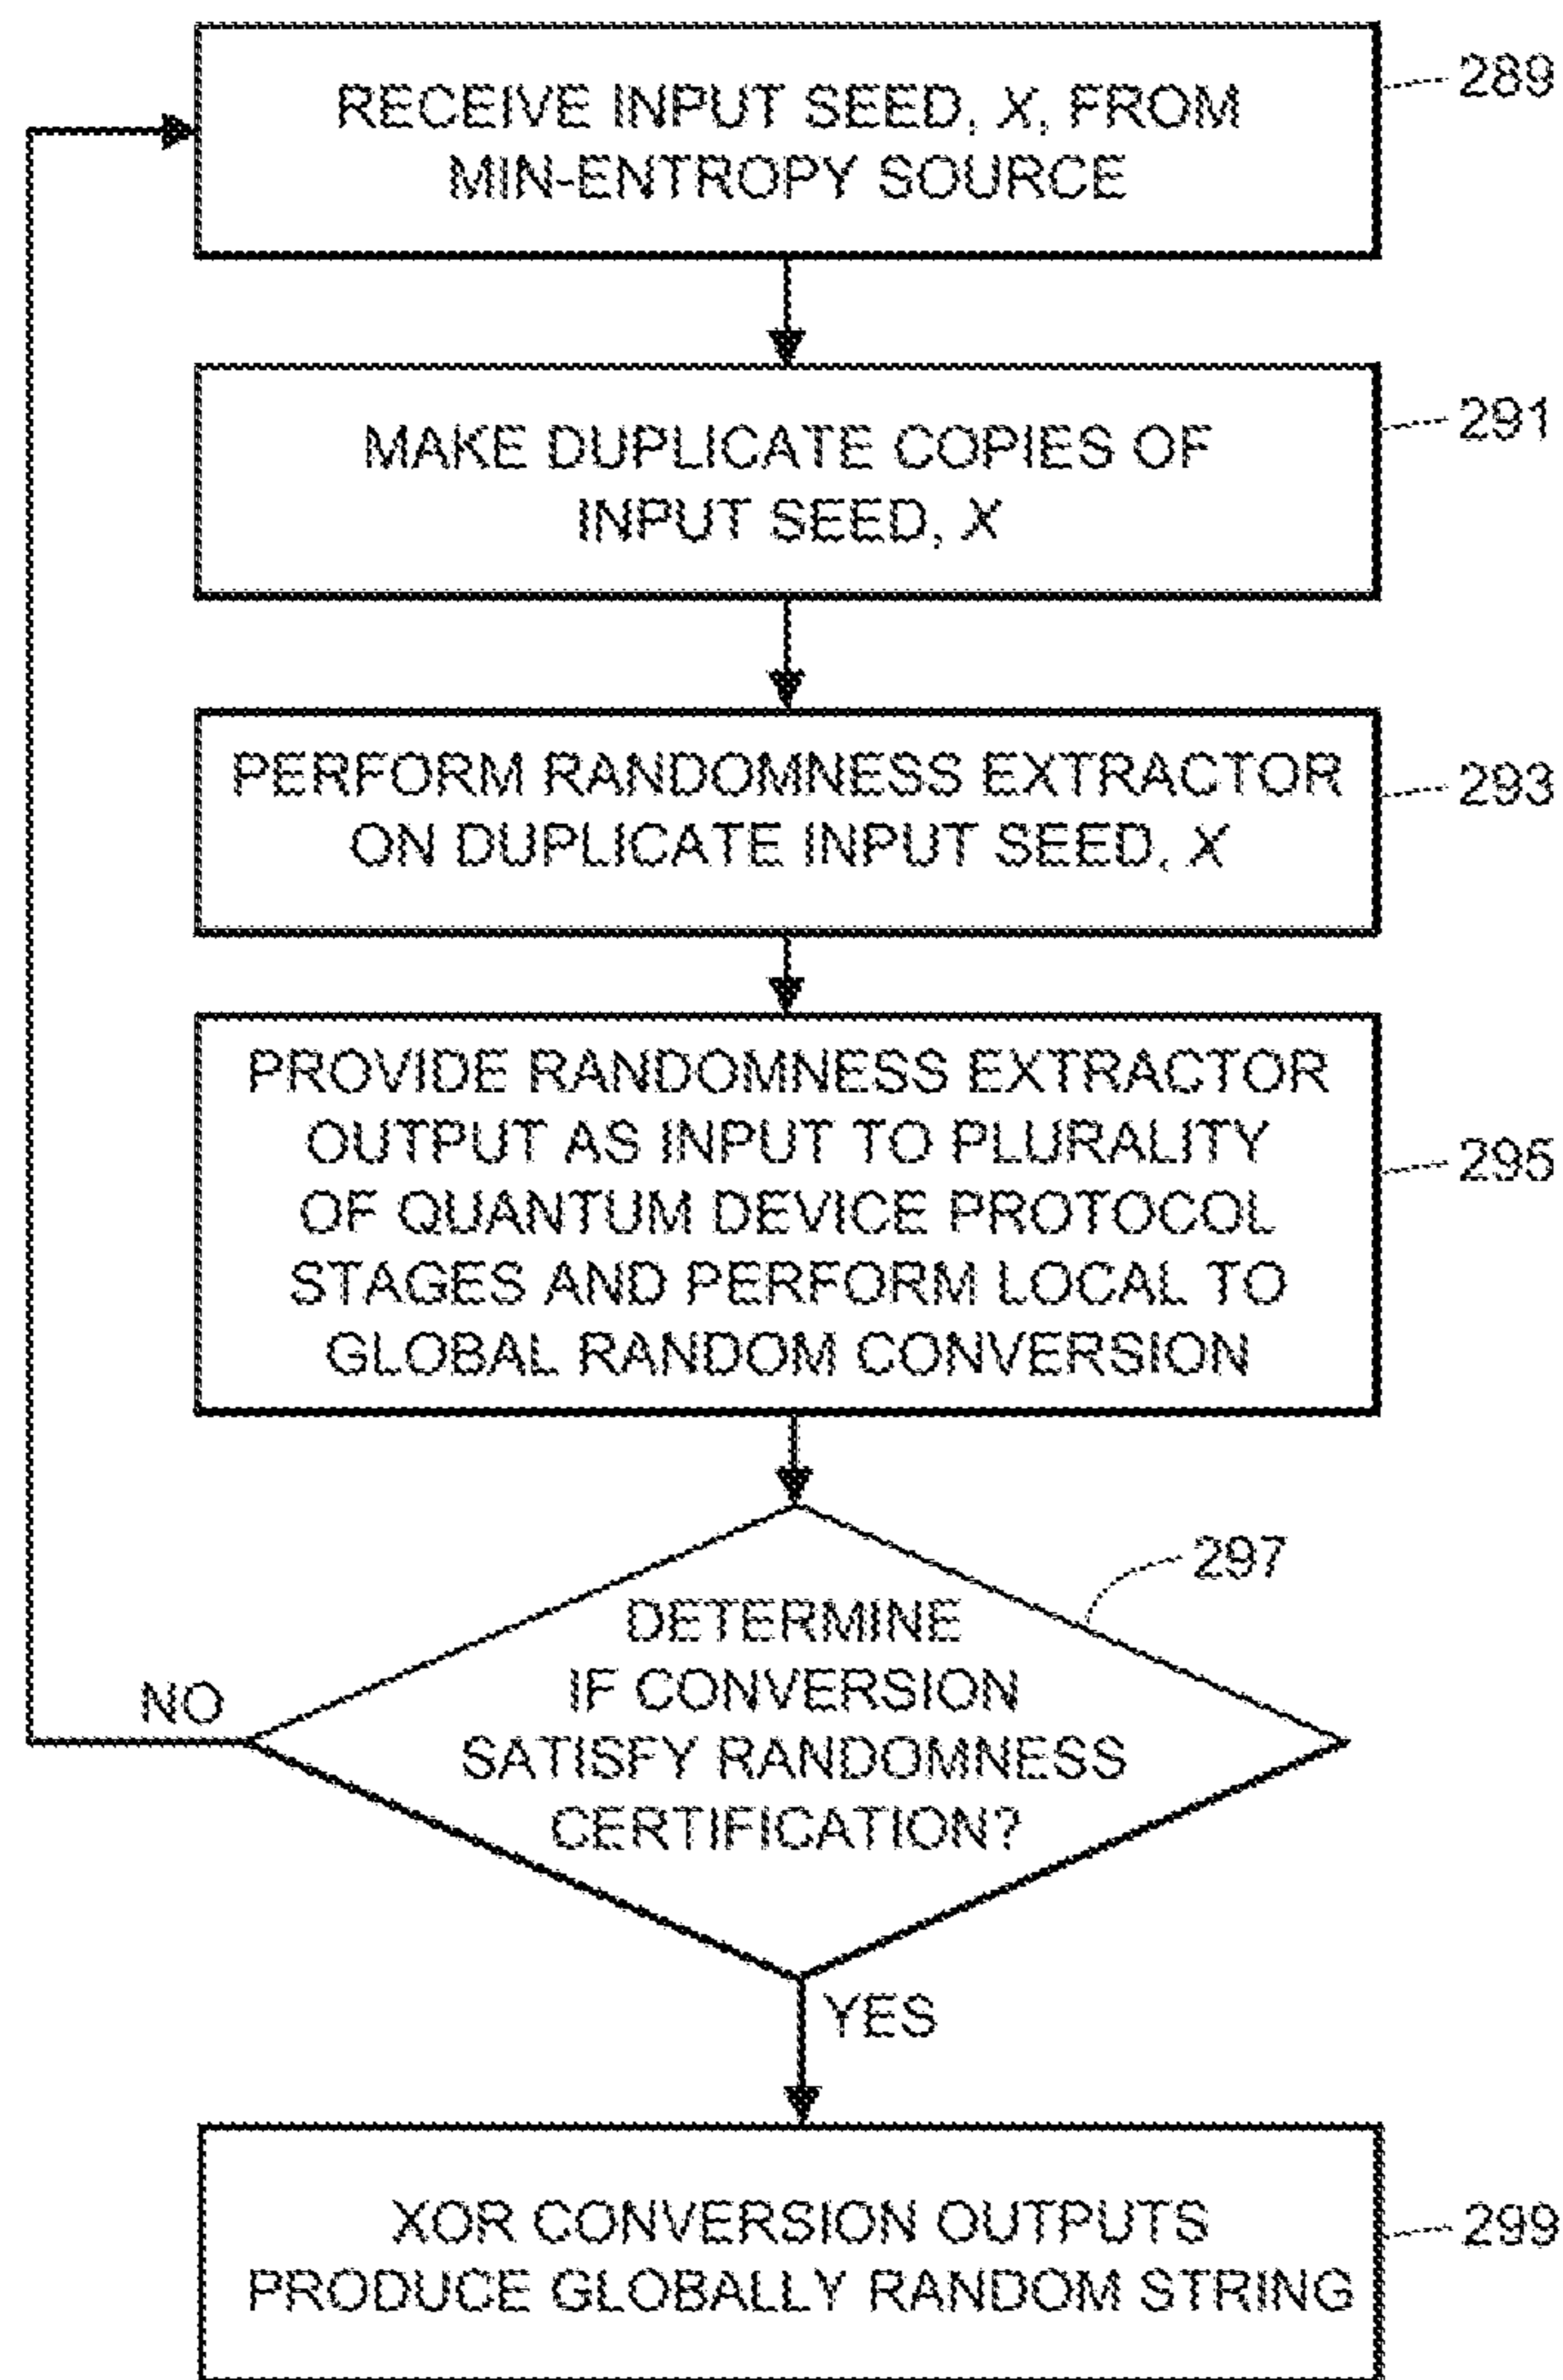 RECEIVE INPUT SEED, X, FROM
MIN-ENTROPY SOURCE
289
MAKE DUPLICATE COPIES OF
INPUT SEED, X
291
PERFORM RANDOMNESS EXTRACTOR
ON DUPLICATE INPUT SEED, X
293
PROVIDE RANDOMNESS EXTRACTOR
OUTPUT AS INPUT TO PLURALITY
OF QUANTUM DEVICE PROTOCOL
STAGES AND PERFORM LOCAL TO
GLOBAL RANDOM CONVERSION
295
297
DETERMINE
IF CONVERSION
SATISFY RANDOMNESS
CERTIFICATION?
NO
YES
XOR CONVERSION OUTPUTS
PRODUCE GLOBALLY RANDOM STRING
299